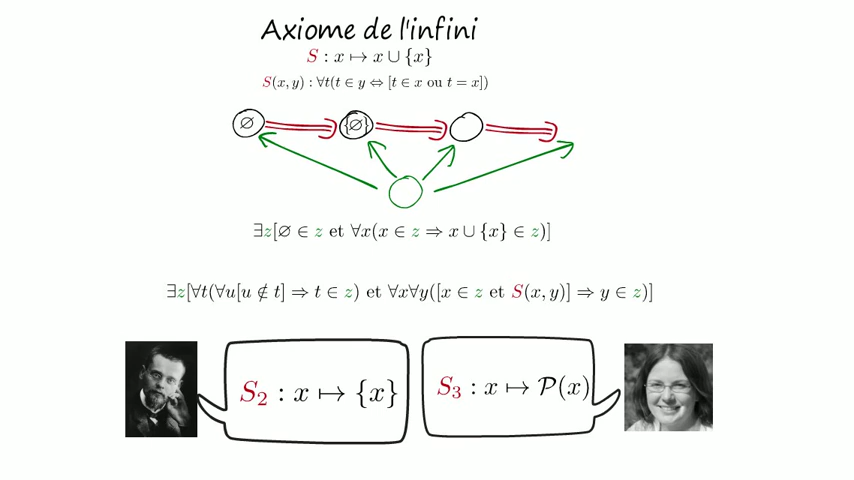 Axiome de l'infini
S : x ↦ x ∪ {x}
S(x, y) : ∀t(t ∈ y ⇔ [t ∈ x ou t = x])
∅ {∅}
∃z[∅ ∈ z et ∀x(x ∈ z ⇒ x ∪ {x} ∈ z)]
∃z[∀t(∀u[u ∉ t] ⇒ t ∈ z) et ∀x∀y([x ∈ z et S(x, y)] ⇒ y ∈ z)]
S₂ : x ↦ {x}
S₃ : x ↦ 𝒫(x)